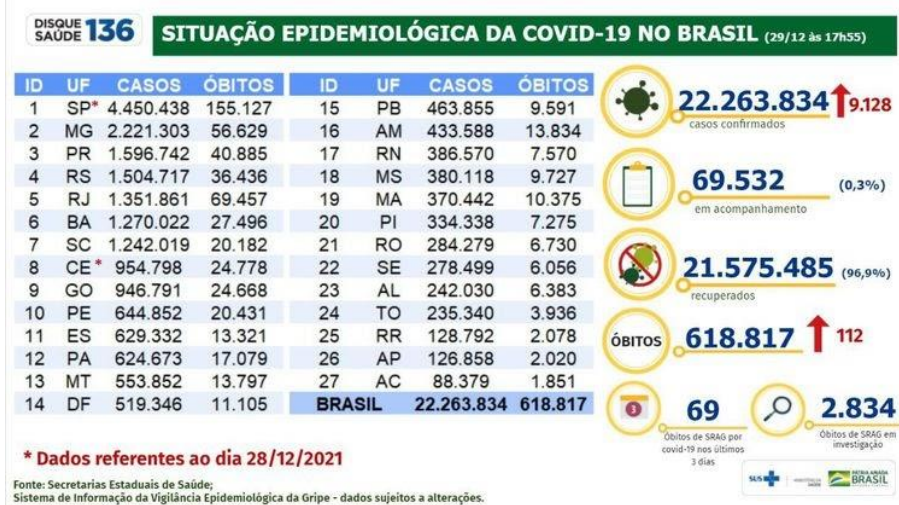 DISQUE
SAÚDE 136
SITUAÇÃO EPIDEMIOLÓGICA DA COVID-19 NO BRASIL (29/12 às 17h55)
ID UF CASOS ÓBITOS ID UF CASOS ÓBITOS
1 SP* 4.450.438 155.127 15 PB 463.855 9.591
2 MG 2.221.303 56.629 16 AM 433.588 13.834
3 PR 1.596.742 40.885 17 RN 386.570 7.570
4 RS 1.504.717 36.436 18 MS 380.118 9.727
5 RJ 1.351.861 69.457 19 MA 370.442 10.375
6 BA 1.270.022 27.496 20 PI 334.338 7.275
7 SC 1.242.019 20.182 21 RO 284.279 6.730
8 CE* 954.798 24.778 22 SE 278.499 6.056
9 GO 946.791 24.668 23 AL 242.030 6.383
10 PE 644.852 20.431 24 TO 235.340 3.936
11 ES 629.332 13.321 25 RR 128.792 2.078
12 PA 624.673 17.079 26 AP 126.858 2.020
13 MT 553.852 13.797 27 AC 88.379 1.851
14 DF 519.346 11.105 BRASIL 22.263.834 618.817
* Dados referentes ao dia 28/12/2021
Fonte: Secretarias Estaduais de Saúde;
Sistema de Informação da Vigilância Epidemiológica da Gripe - dados sujeitos a alterações.
22.263.834 9.128
casos confirmados
69.532 (0,3%)
em acompanhamento
21.575.485 (96,9%)
recuperados
ÓBITOS 618.817 112
3 69
Óbitos de SRAG por
covid-19 nos últimos
3 dias
2.834
Óbitos de SRAG em
investigação
SUS
PÁTRIA AMADA
BRASIL